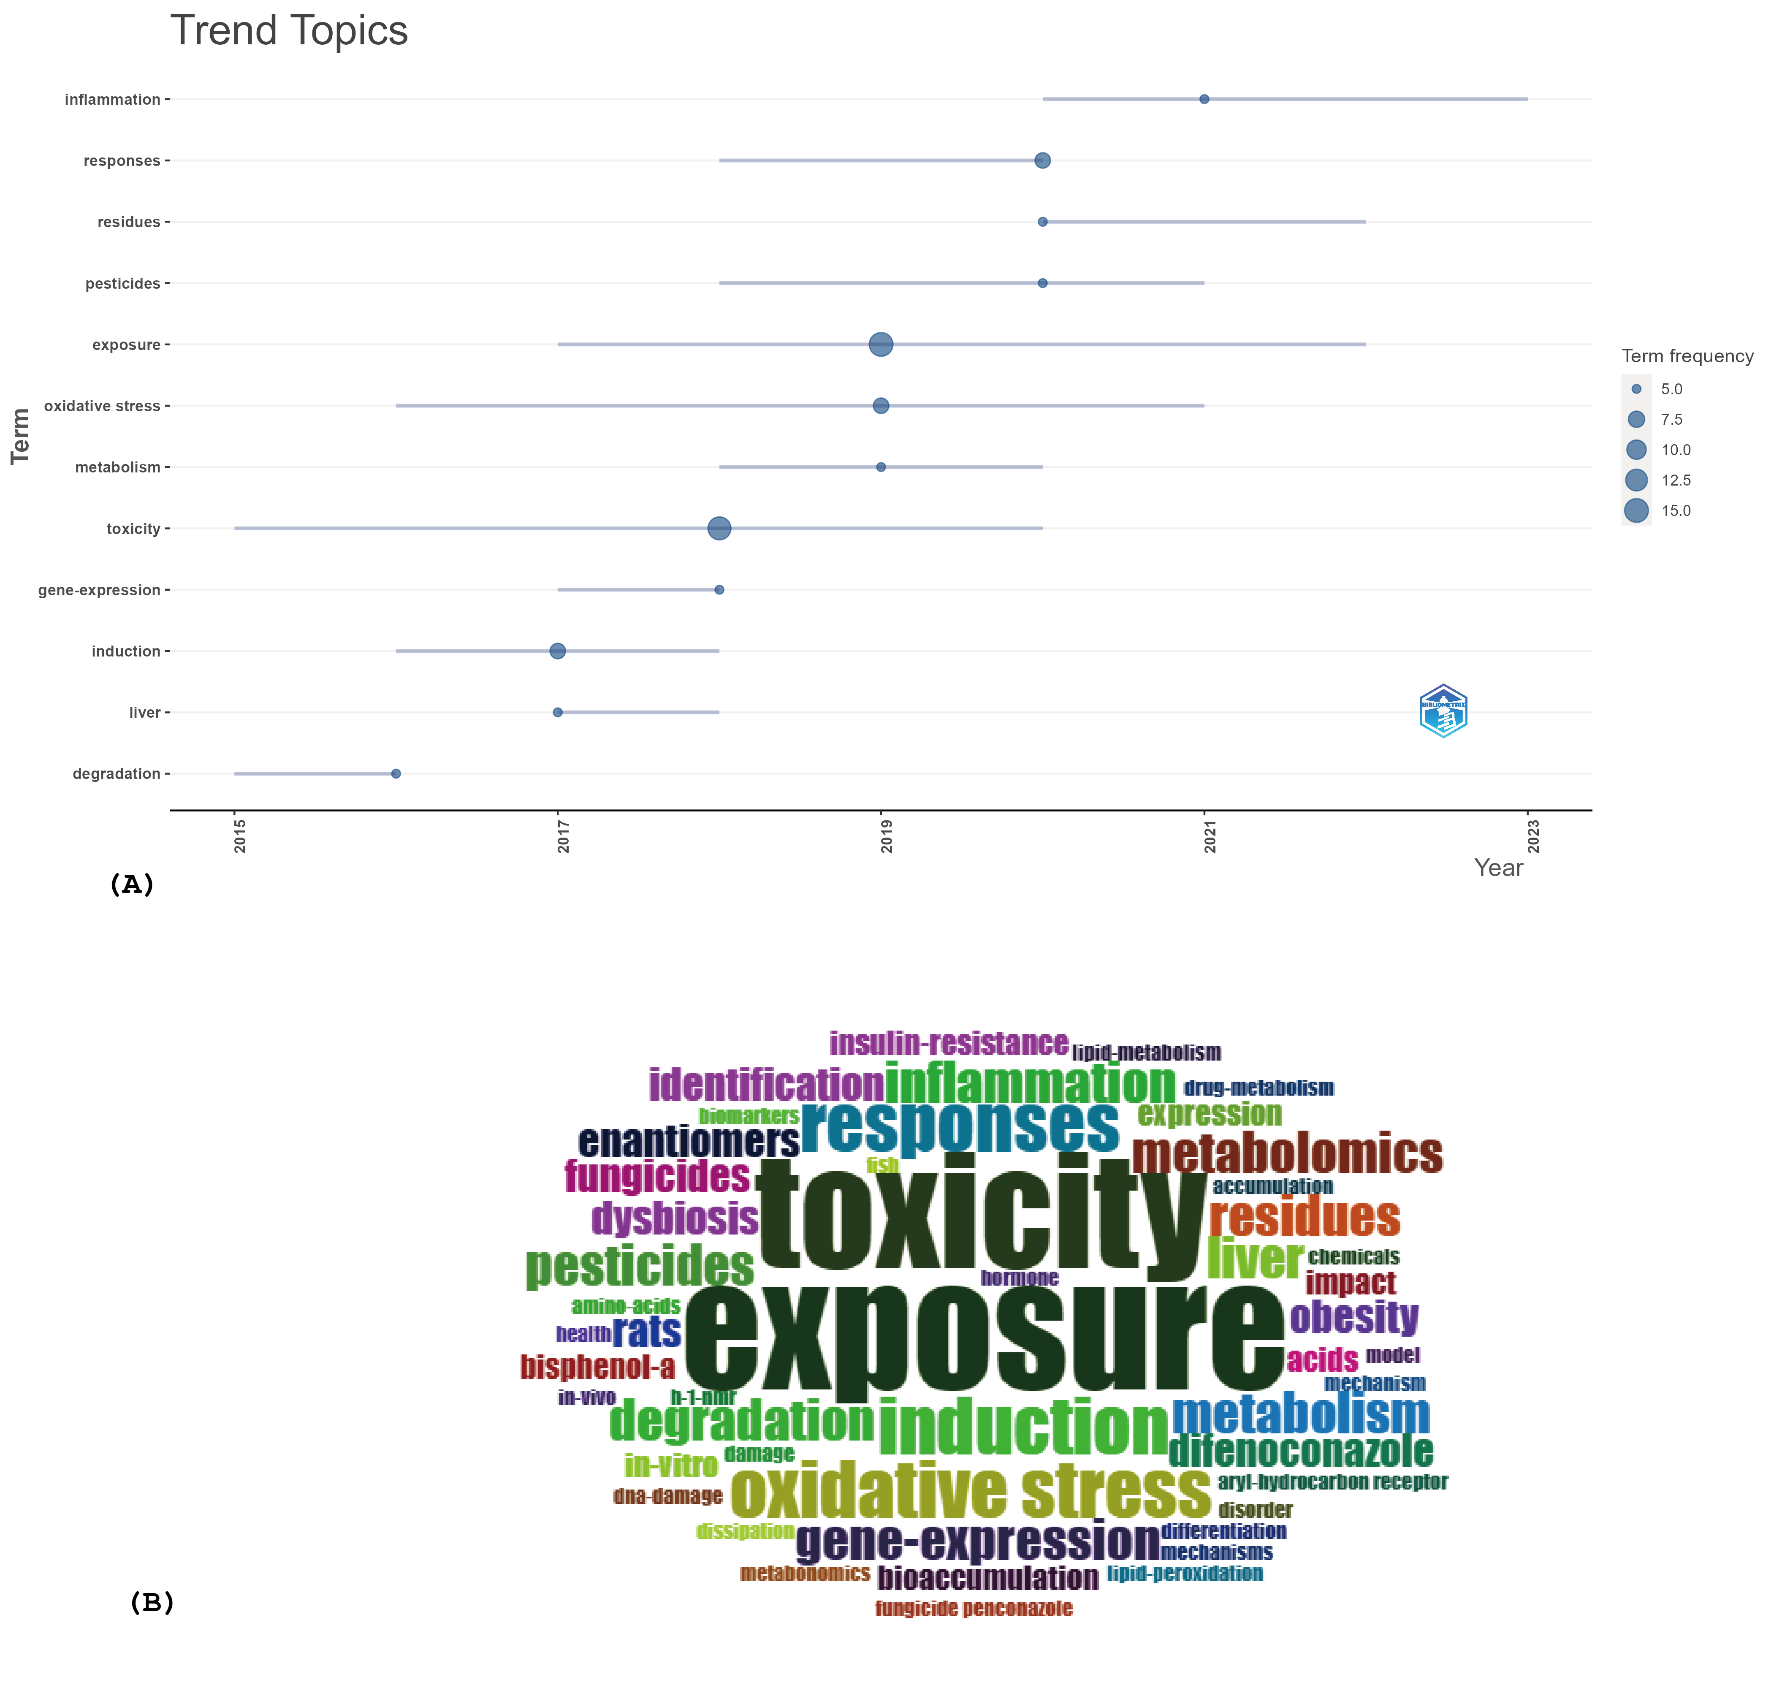 Trend Topics
inflammation
responses
residues
pesticides
exposure
oxidative stress
metabolism
toxicity
gene-expression
induction
liver
degradation
Term
2015
2017
2019
2021
2023
Year
Term frequency
5.0
7.5
10.0
12.5
15.0
BIBLIOMETRIX
(A)
insulin-resistance
lipid-metabolism
identification
inflammation
drug-metabolism
biomarkers
responses
expression
enantiomers
metabolomics
fungicides
fish
toxicity
accumulation
dysbiosis
residues
pesticides
liver
chemicals
hormone
impact
amino-acids
exposure
obesity
health
rats
bisphenol-a
acids
model
in-vivo
h-1-nmr
mechanism
degradation
induction
metabolism
damage
difenoconazole
in-vitro
oxidative stress
aryl-hydrocarbon receptor
dna-damage
disorder
dissipation
gene-expression
differentiation
mechanisms
metabonomics
bioaccumulation
lipid-peroxidation
fungicide penconazole
(B)